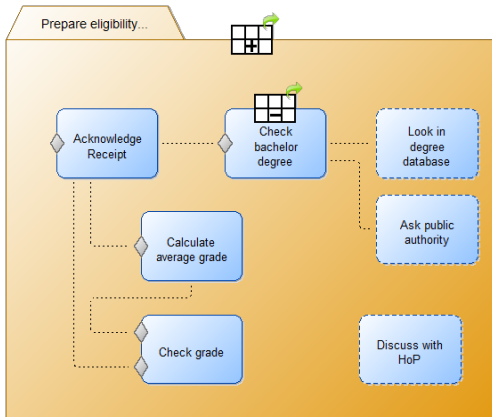 Prepare eligibility...
Acknowledge
Receipt
Check
bachelor
degree
Look in
degree
database
Ask public
authority
Calculate
average grade
Check grade
Discuss with
HoP